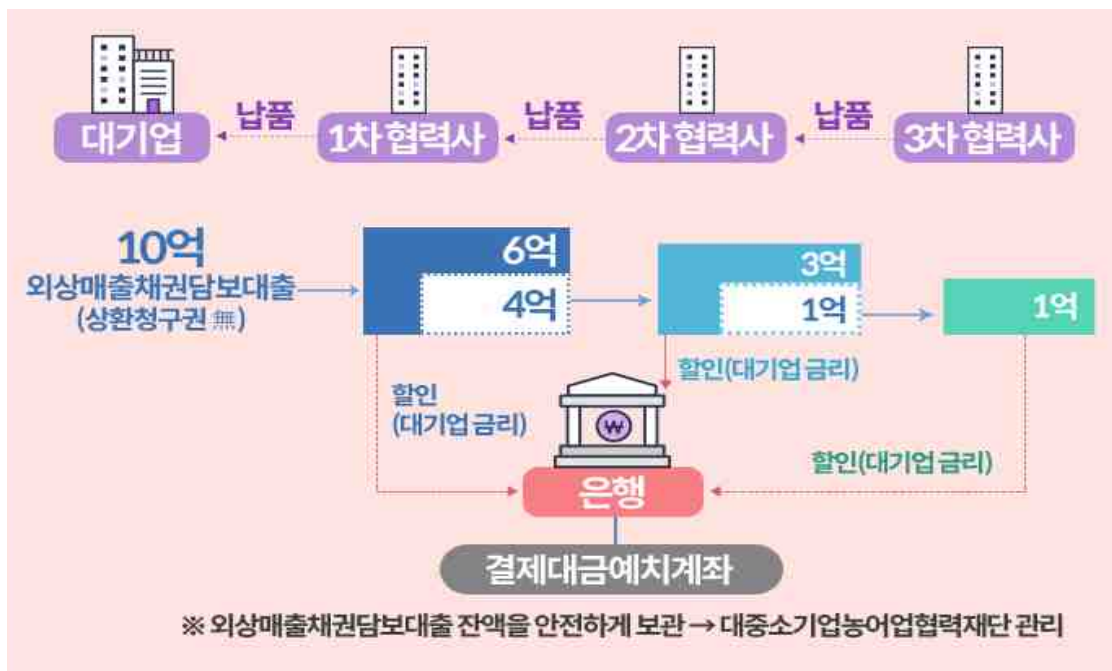 납품 납품 납품
대기업 1차 협력사 2차 협력사 3차 협력사
10억
외상매출채권담보대출
(상환청구권 無)
6억
4억
3억
1억
1억
할인
(대기업 금리)
할인(대기업 금리)
할인(대기업 금리)
₩
은행
결제대금예치계좌
※ 외상매출채권담보대출 잔액을 안전하게 보관 → 대중소기업농어업협력재단 관리